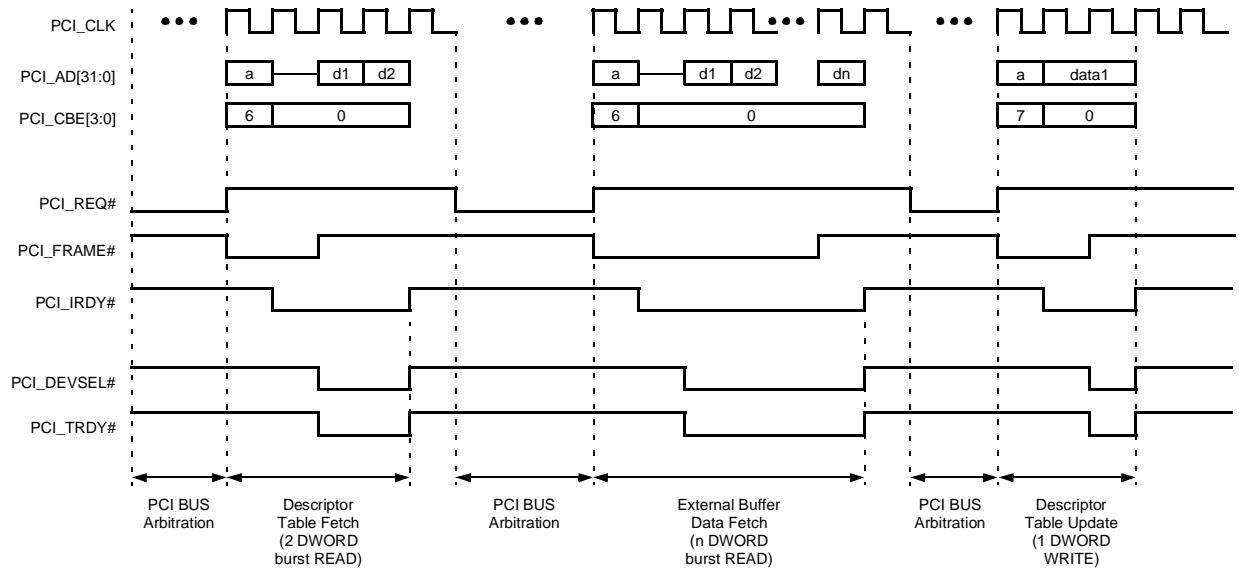 PCI_CLK
PCI_AD[31:0]
a
d1
d2
a
d1
d2
dn
a
data1
PCI_CBE[3:0]
6
0
6
0
7
0
PCI_REQ#
PCI_FRAME#
PCI_IRDY#
PCI_DEVSEL#
PCI_TRDY#
PCI BUS
Arbitration
Descriptor
Table Fetch
(2 DWORD
burst READ)
PCI BUS
Arbitration
External Buffer
Data Fetch
(n DWORD
burst READ)
PCI BUS
Arbitration
Descriptor
Table Update
(1 DWORD
WRITE)